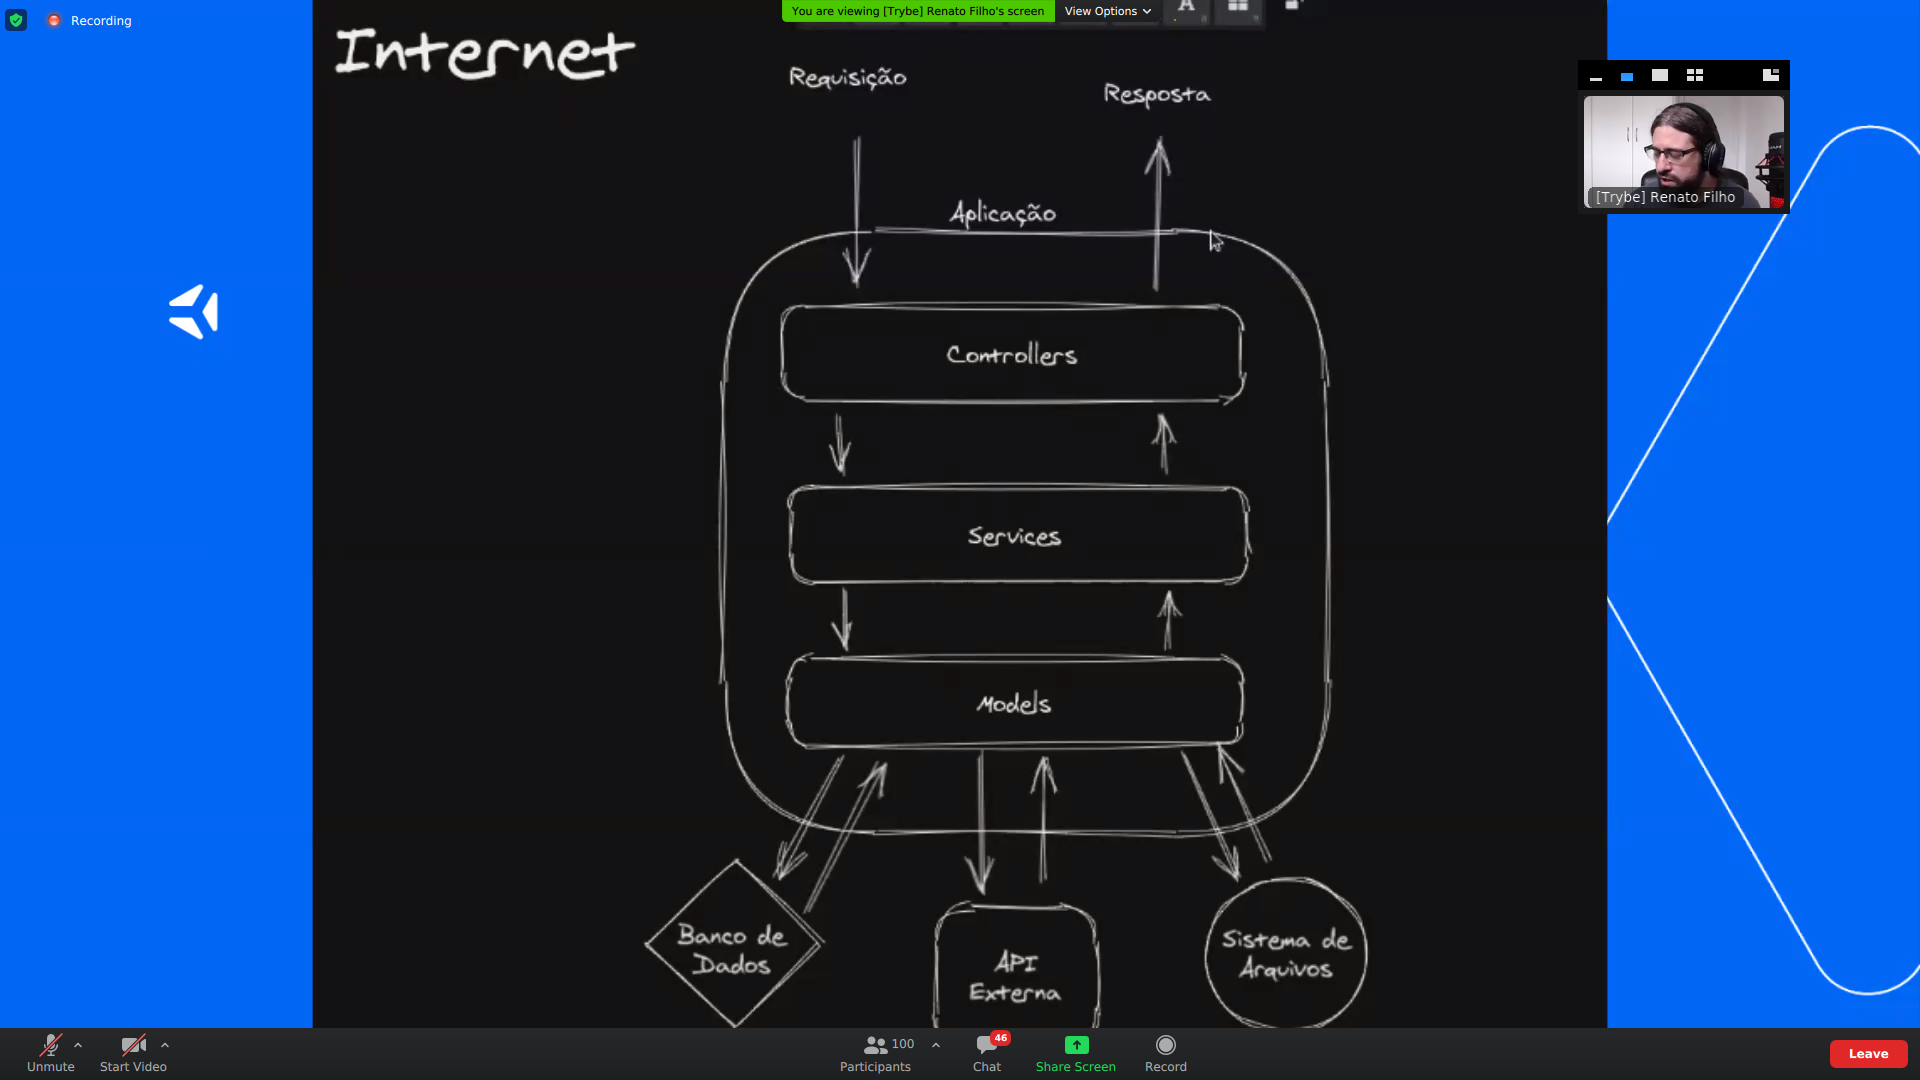 Recording
You are viewing [Trybe] Renato Filho's screen
View Options
A
Internet
Requisição
Resposta
[Trybe] Renato Filho
Aplicação
Controllers
Services
Models
Banco de
Dados
API
Externa
Sistema de
Arquivos
Unmute
Start Video
100
Participants
46
Chat
Share Screen
Record
Leave